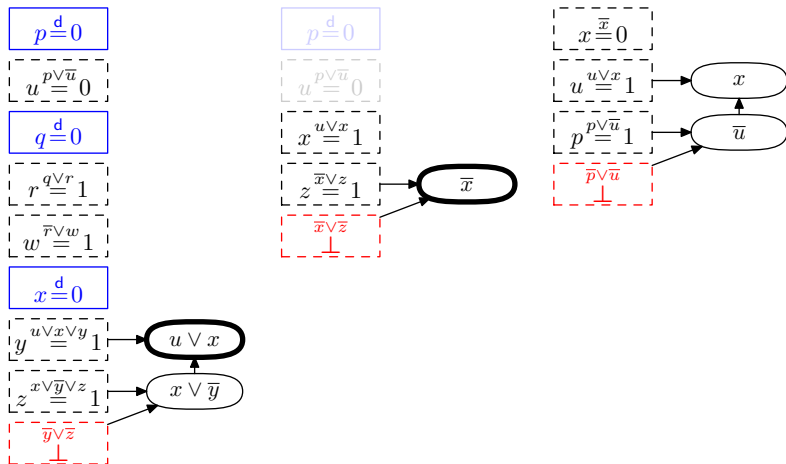 p =^d 0
u =^{p∨u̅} 0
q =^d 0
r =^{q∨r} 1
w =^{r̅∨w} 1
x =^d 0
y =^{u∨x∨y} 1
u ∨ x
z =^{x∨y̅∨z} 1
x ∨ y̅
y̅∨z̅
⊥
p =^d 0
u =^{p∨u̅} 0
x =^{u∨x} 1
z =^{x̅∨z} 1
x̅
x̅∨z̅
⊥
x =^{x̅} 0
u =^{u∨x} 1
x
p =^{p∨u̅} 1
u̅
p̅∨u̅
⊥